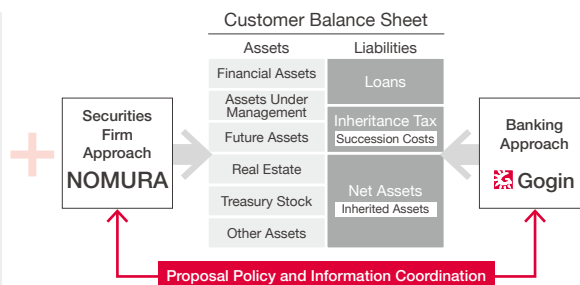 Customer Balance Sheet
Assets
Liabilities
Financial Assets
Assets Under
Management
Future Assets
Real Estate
Treasury Stock
Other Assets
Loans
Inheritance Tax
Succession Costs
Net Assets
Inherited Assets
Securities
Firm
Approach
NOMURA
Banking
Approach
Gogin
Proposal Policy and Information Coordination